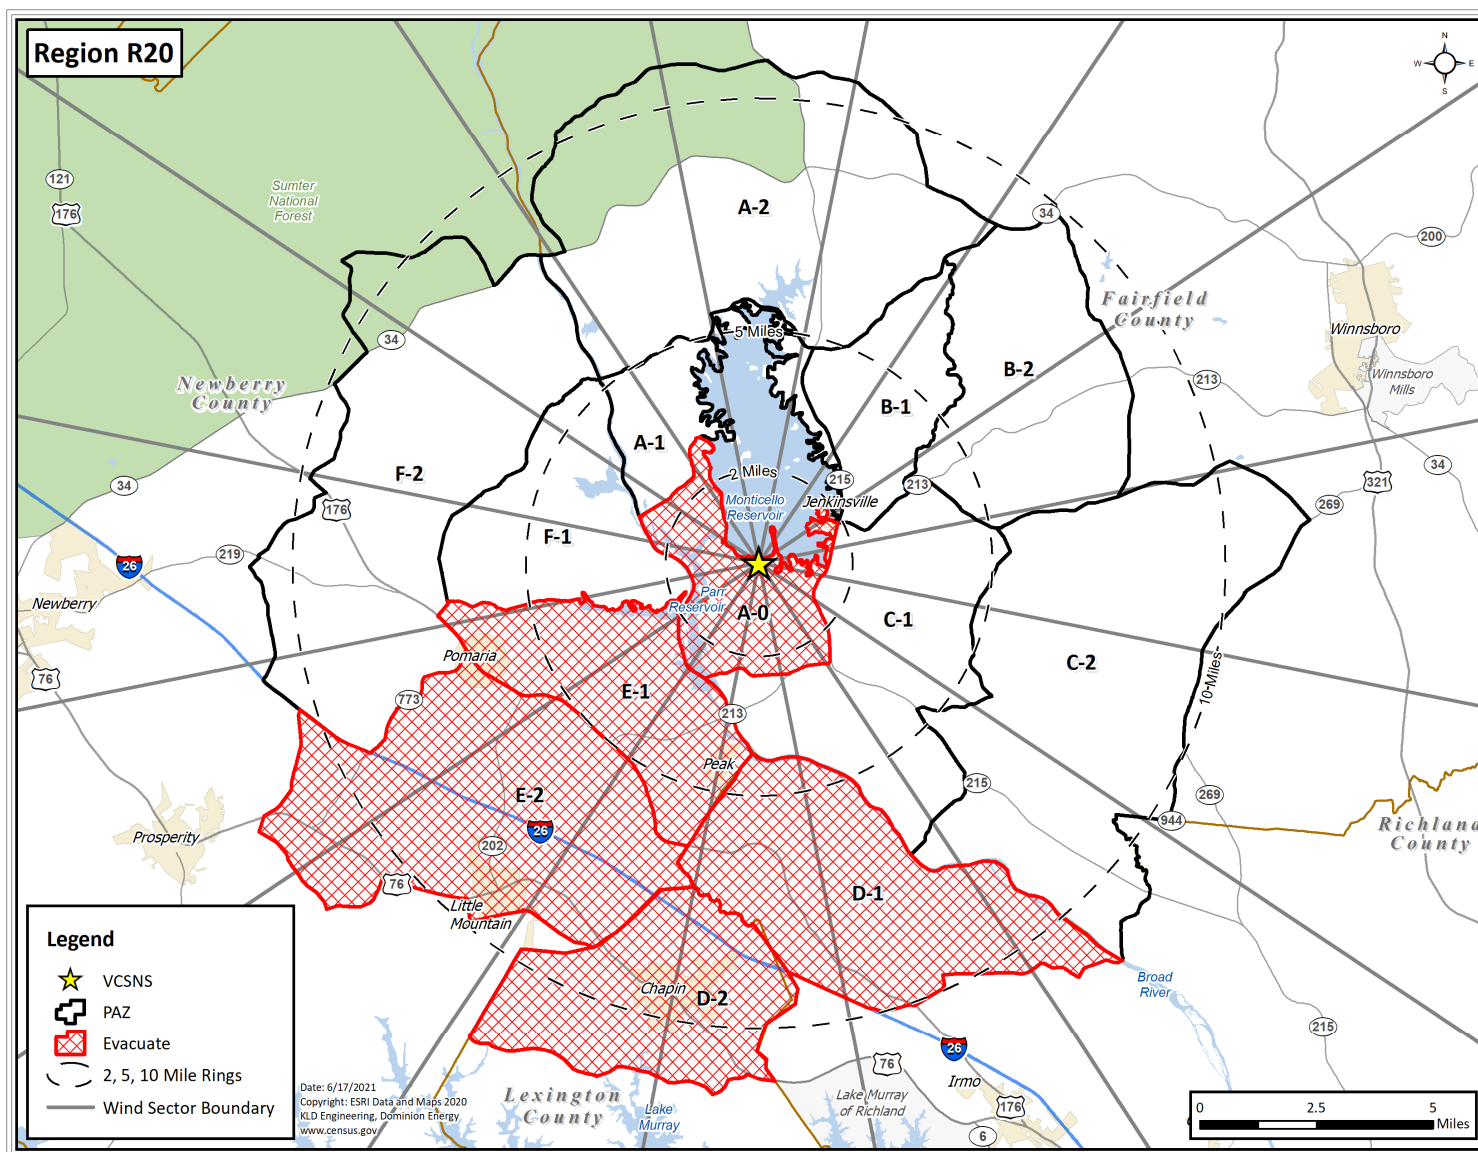 Region R20
N
W
E
S
121
176
Sumter
National
Forest
A-2
34
200
Fairfield
County
5 Miles
Winnsboro
34
Newberry
County
B-2
213
Winnsboro
Mills
B-1
A-1
F-2
2 Miles
34
34
215
213
321
Monticello
Reservoir
Jenkinsville
269
176
F-1
219
26
Parr
Reservoir
Newberry
A-0
C-1
Pomaria
C-2
76
10-Miles
773
E-1
213
Peak
215
E-2
269
26
944
Prosperity
202
Richland
County
76
D-1
Little
Mountain
Chapin
D-2
Broad
River
215
26
76
Irmo
Lexington
County
Lake
Murray
Lake Murray
of Richland
176
6
Legend
VCSNS
PAZ
Evacuate
2, 5, 10 Mile Rings
Wind Sector Boundary
Date: 6/17/2021
Copyright: ESRI Data and Maps 2020
KLD Engineering, Dominion Energy
www.census.gov
0
2.5
5
Miles